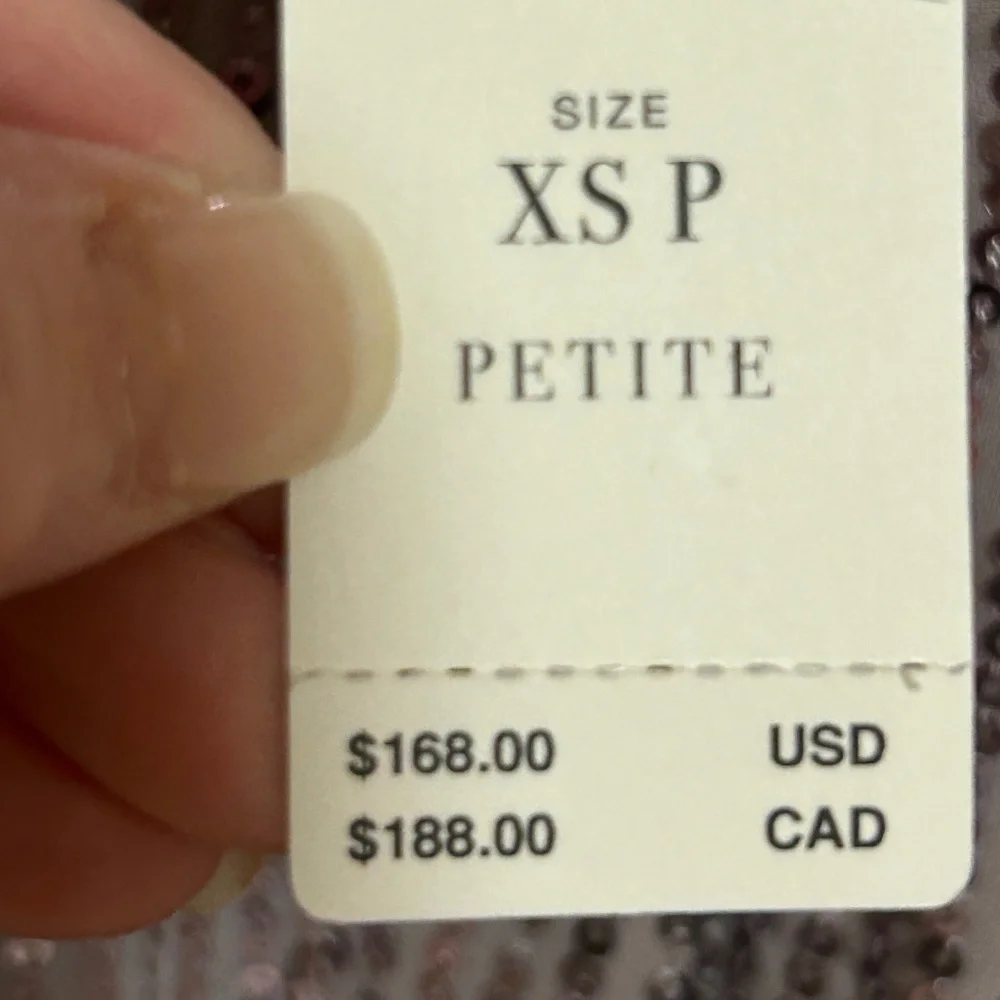 SIZE
XS P
PETITE
$168.00 USD
$188.00 CAD